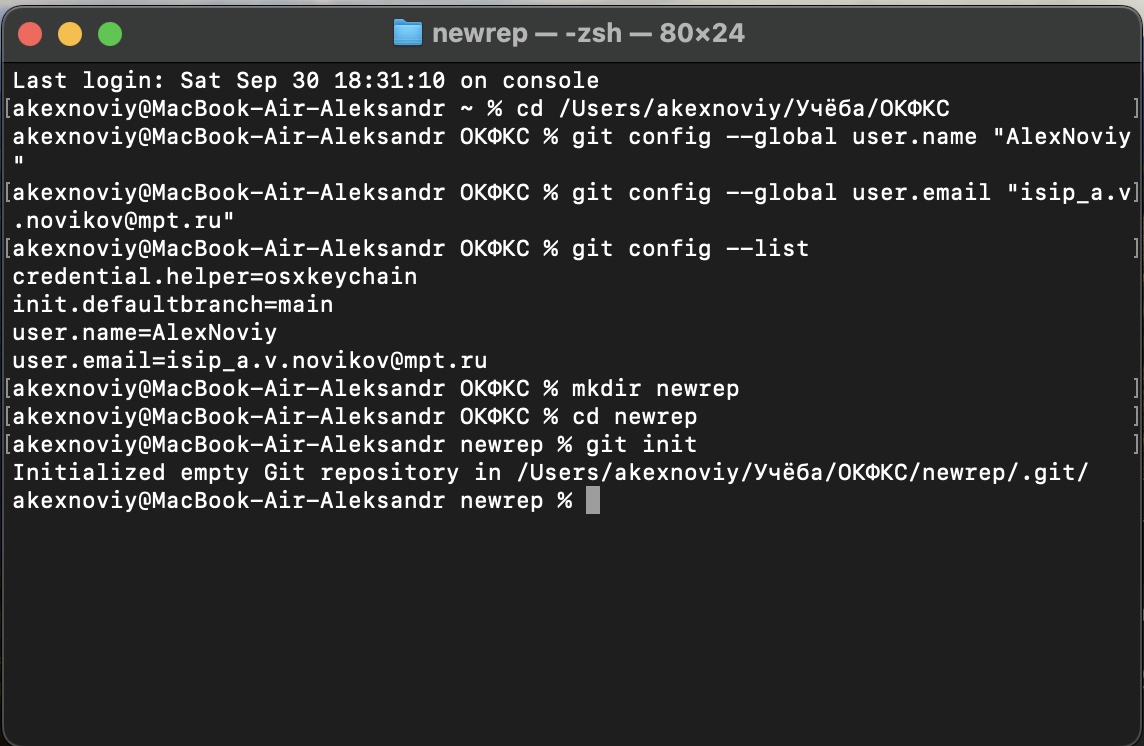 newrep — -zsh — 80×24
Last login: Sat Sep 30 18:31:10 on console
[akexnoviy@MacBook-Air-Aleksandr ~ % cd /Users/akexnoviy/Учёба/ОКФКС ]
akexnoviy@MacBook-Air-Aleksandr ОКФКС % git config --global user.name "AlexNoviy
"
[akexnoviy@MacBook-Air-Aleksandr ОКФКС % git config --global user.email "isip_a.v]
.novikov@mpt.ru"
[akexnoviy@MacBook-Air-Aleksandr ОКФКС % git config --list ]
credential.helper=osxkeychain
init.defaultbranch=main
user.name=AlexNoviy
user.email=isip_a.v.novikov@mpt.ru
[akexnoviy@MacBook-Air-Aleksandr ОКФКС % mkdir newrep ]
[akexnoviy@MacBook-Air-Aleksandr ОКФКС % cd newrep ]
[akexnoviy@MacBook-Air-Aleksandr newrep % git init ]
Initialized empty Git repository in /Users/akexnoviy/Учёба/ОКФКС/newrep/.git/
akexnoviy@MacBook-Air-Aleksandr newrep %